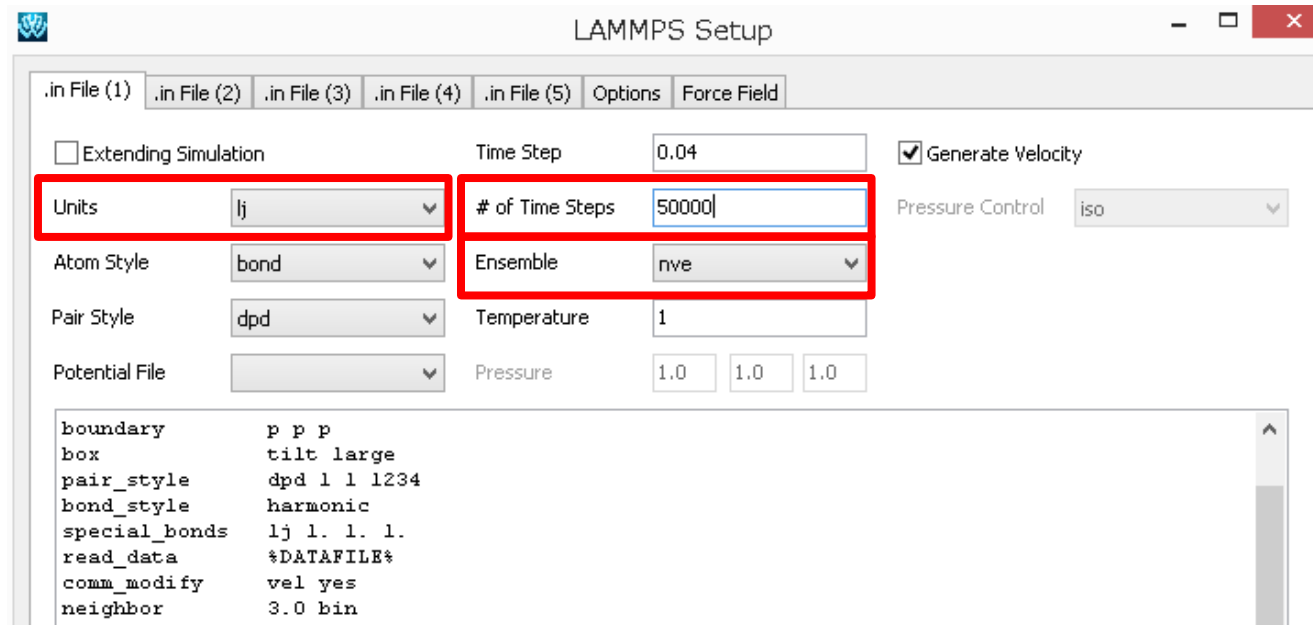 LAMMPS Setup
.in File (1) .in File (2) .in File (3) .in File (4) .in File (5) Options Force Field
Extending Simulation Time Step 0.04 Generate Velocity
Units lj # of Time Steps 50000 Pressure Control iso
Atom Style bond Ensemble nve
Pair Style dpd Temperature 1
Potential File Pressure 1.0 1.0 1.0
boundary p p p
box tilt large
pair_style dpd 1 1 1234
bond_style harmonic
special_bonds lj 1. 1. 1.
read_data %DATAFILE%
comm_modify vel yes
neighbor 3.0 bin